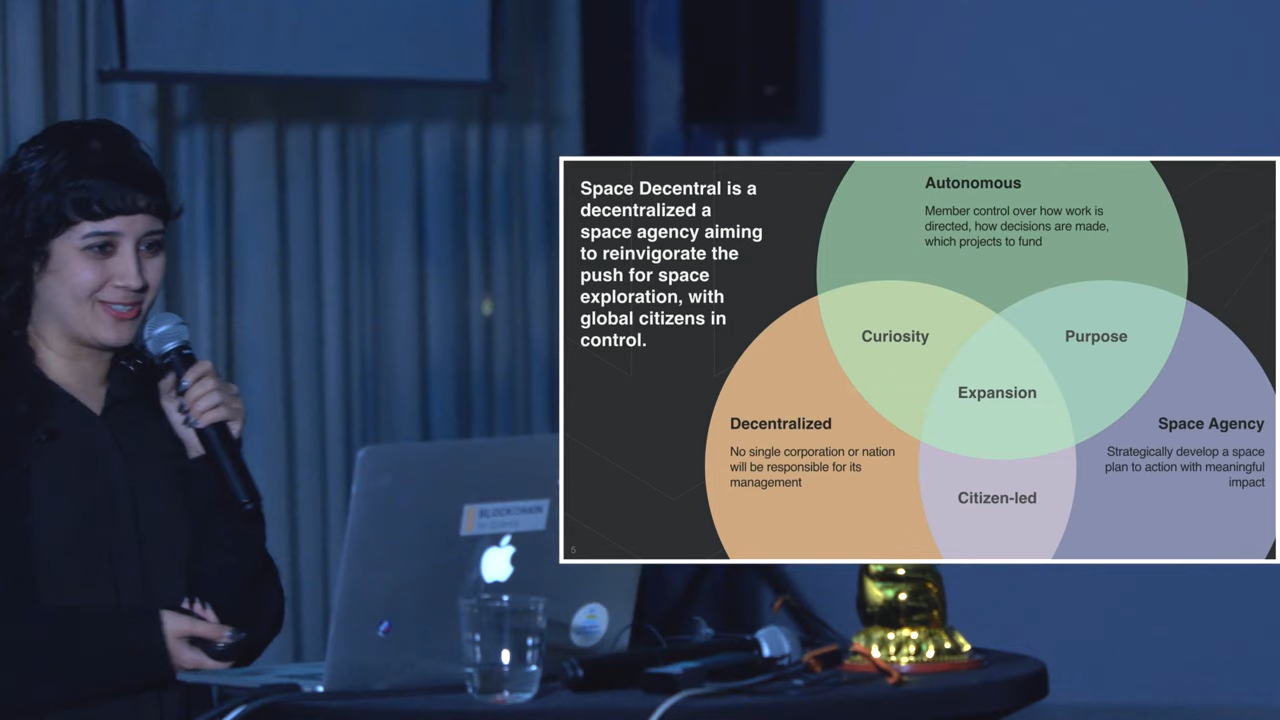 Space Decentral is a
decentralized a
space agency aiming
to reinvigorate the
push for space
exploration, with
global citizens in
control.
Autonomous
Member control over how work is
directed, how decisions are made,
which projects to fund
Curiosity
Purpose
Expansion
Decentralized
No single corporation or nation
will be responsible for its
management
Space Agency
Strategically develop a space
plan to action with meaningful
impact
Citizen-led
5
BLOCKCHAIN